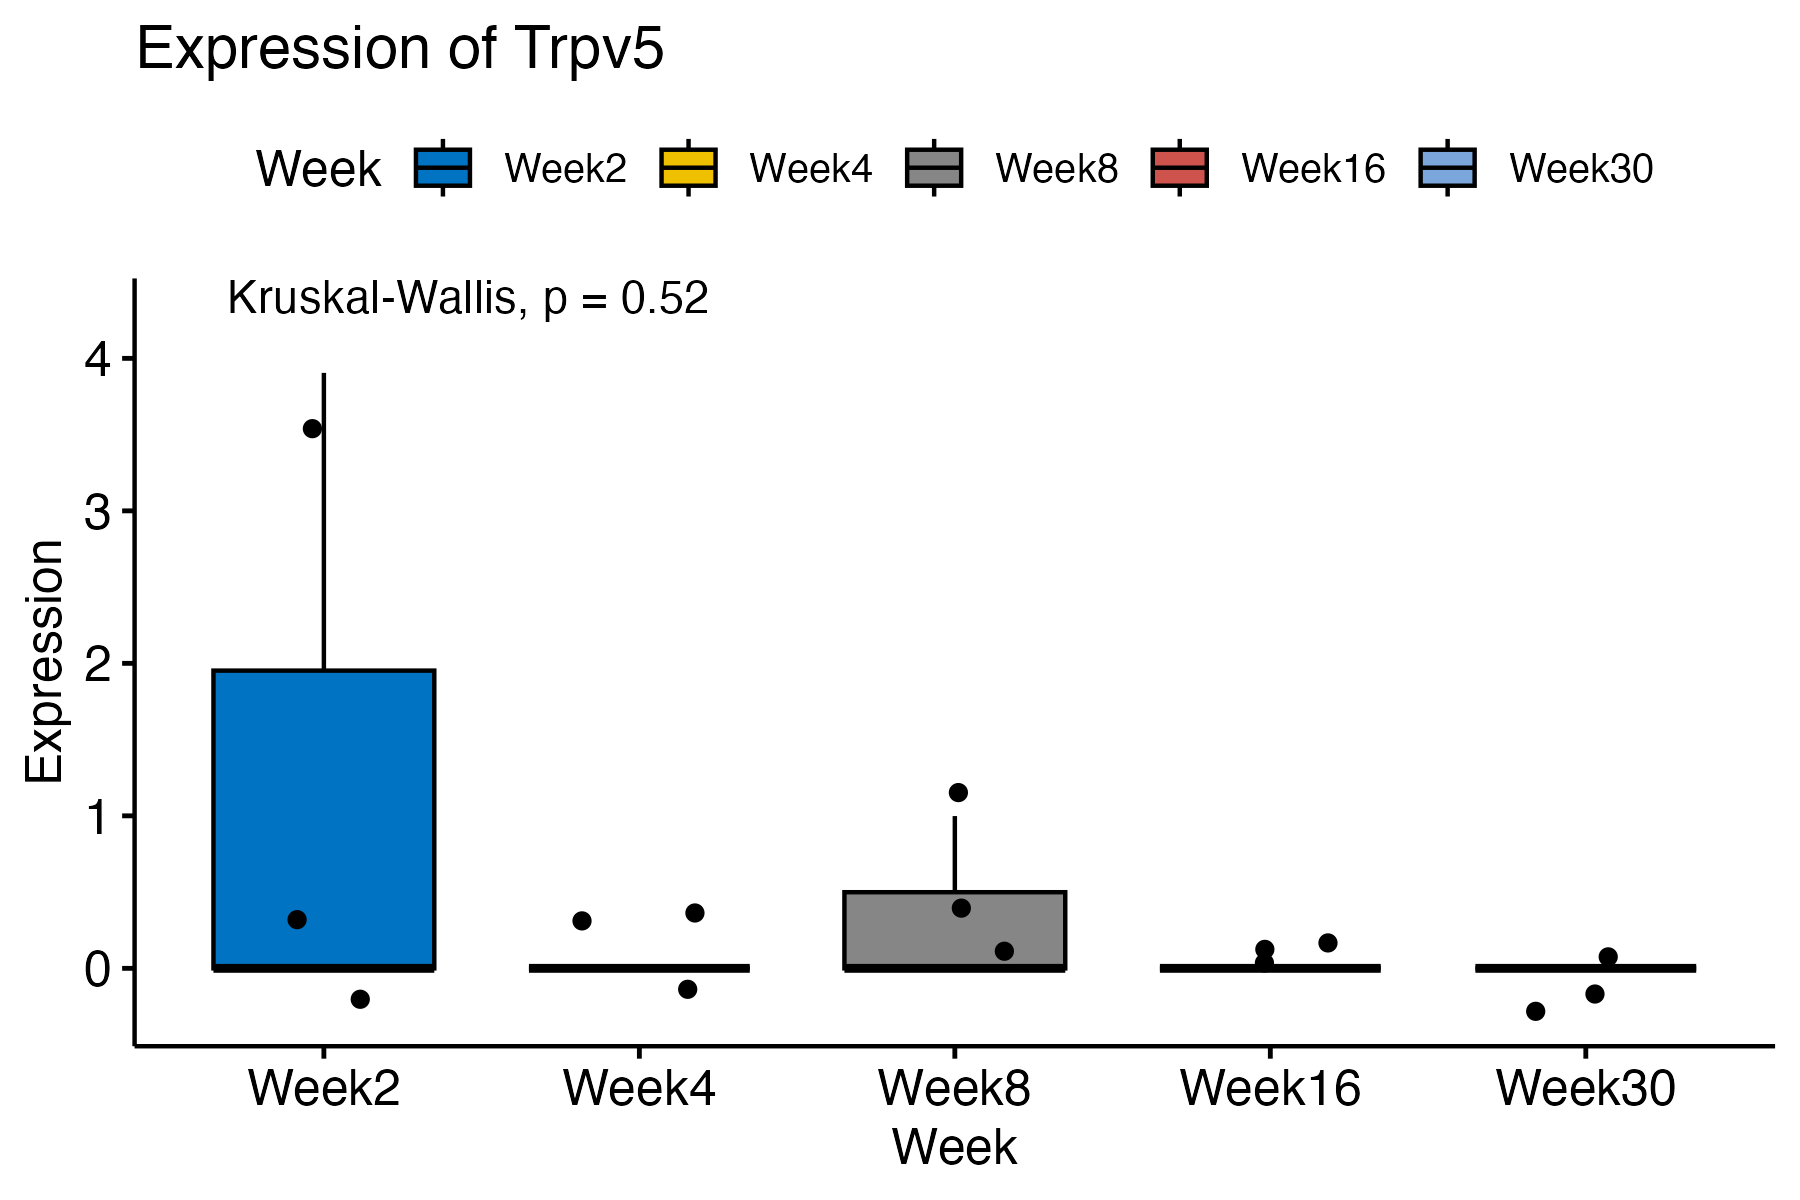 Expression of Trpv5
Week Week2 Week4 Week8 Week16 Week30
Kruskal-Wallis, p = 0.52
4
3
2
1
0
Expression
Week2 Week4 Week8 Week16 Week30
Week